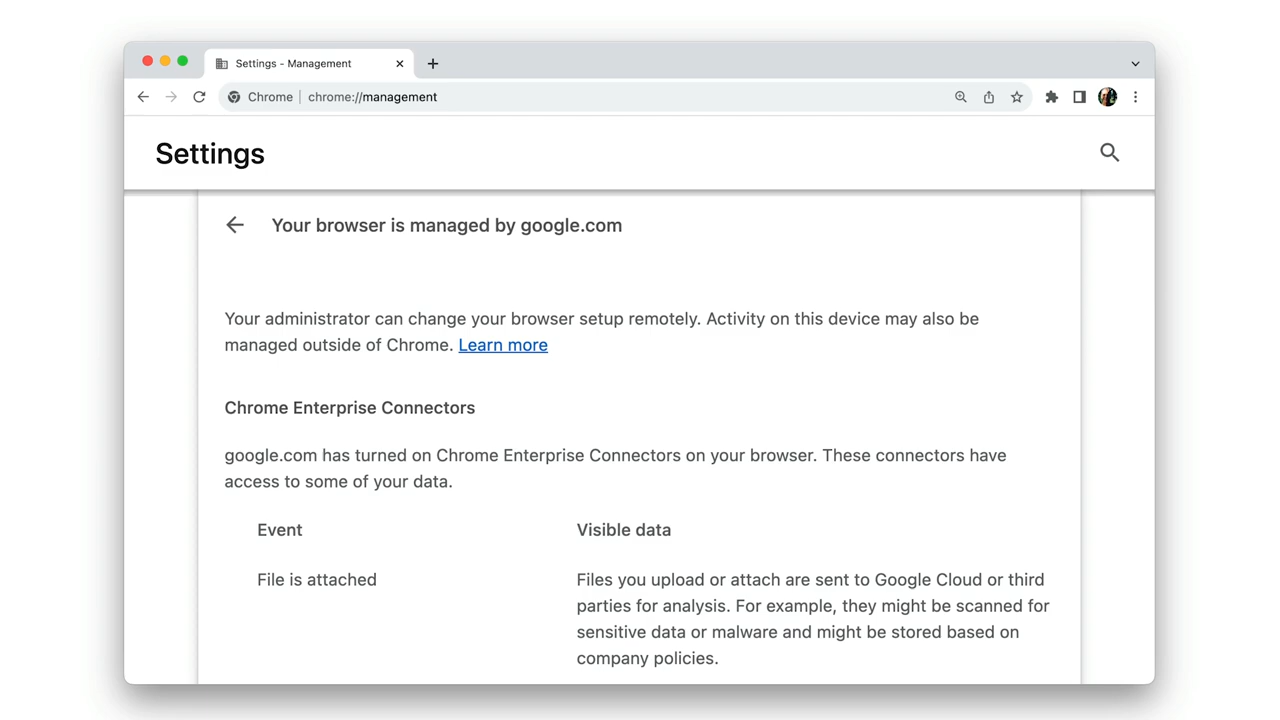 Settings - Management
Chrome | chrome://management
Settings
Your browser is managed by google.com
Your administrator can change your browser setup remotely. Activity on this device may also be
managed outside of Chrome. Learn more
Chrome Enterprise Connectors
google.com has turned on Chrome Enterprise Connectors on your browser. These connectors have
access to some of your data.
Event
Visible data
File is attached
Files you upload or attach are sent to Google Cloud or third
parties for analysis. For example, they might be scanned for
sensitive data or malware and might be stored based on
company policies.